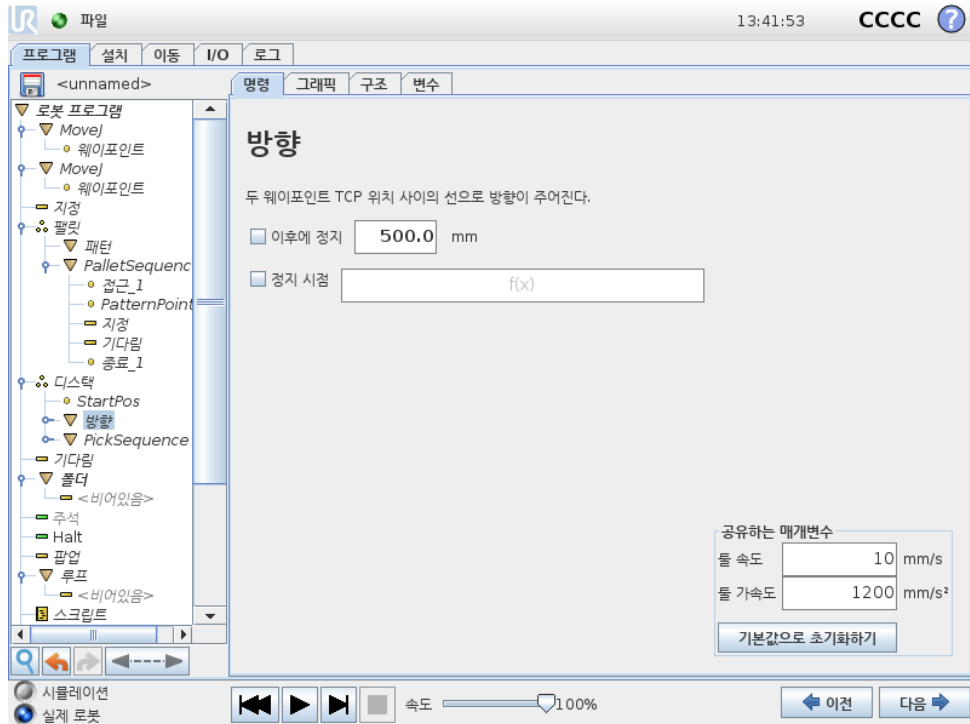 UR 파일 13:41:53 CCCC ?
프로그램 설치 이동 I/O 로그
<unnamed>
명령 그래픽 구조 변수
로봇 프로그램
MoveJ
웨이포인트
MoveJ
웨이포인트
지정
팔릿
패턴
PalletSequenc
접근_1
PatternPoint
지정
기다림
종료_1
디스택
StartPos
방향
PickSequence
기다림
폴더
<비어있음>
주석
Halt
팝업
루프
<비어있음>
스크립트
방향
두 웨이포인트 TCP 위치 사이의 선으로 방향이 주어진다.
이후에 정지 500.0 mm
정지 시점 f(x)
공유하는 매개변수
툴 속도 10 mm/s
툴 가속도 1200 mm/s²
기본값으로 초기화하기
시뮬레이션
실제 로봇
속도 100%
이전 다음